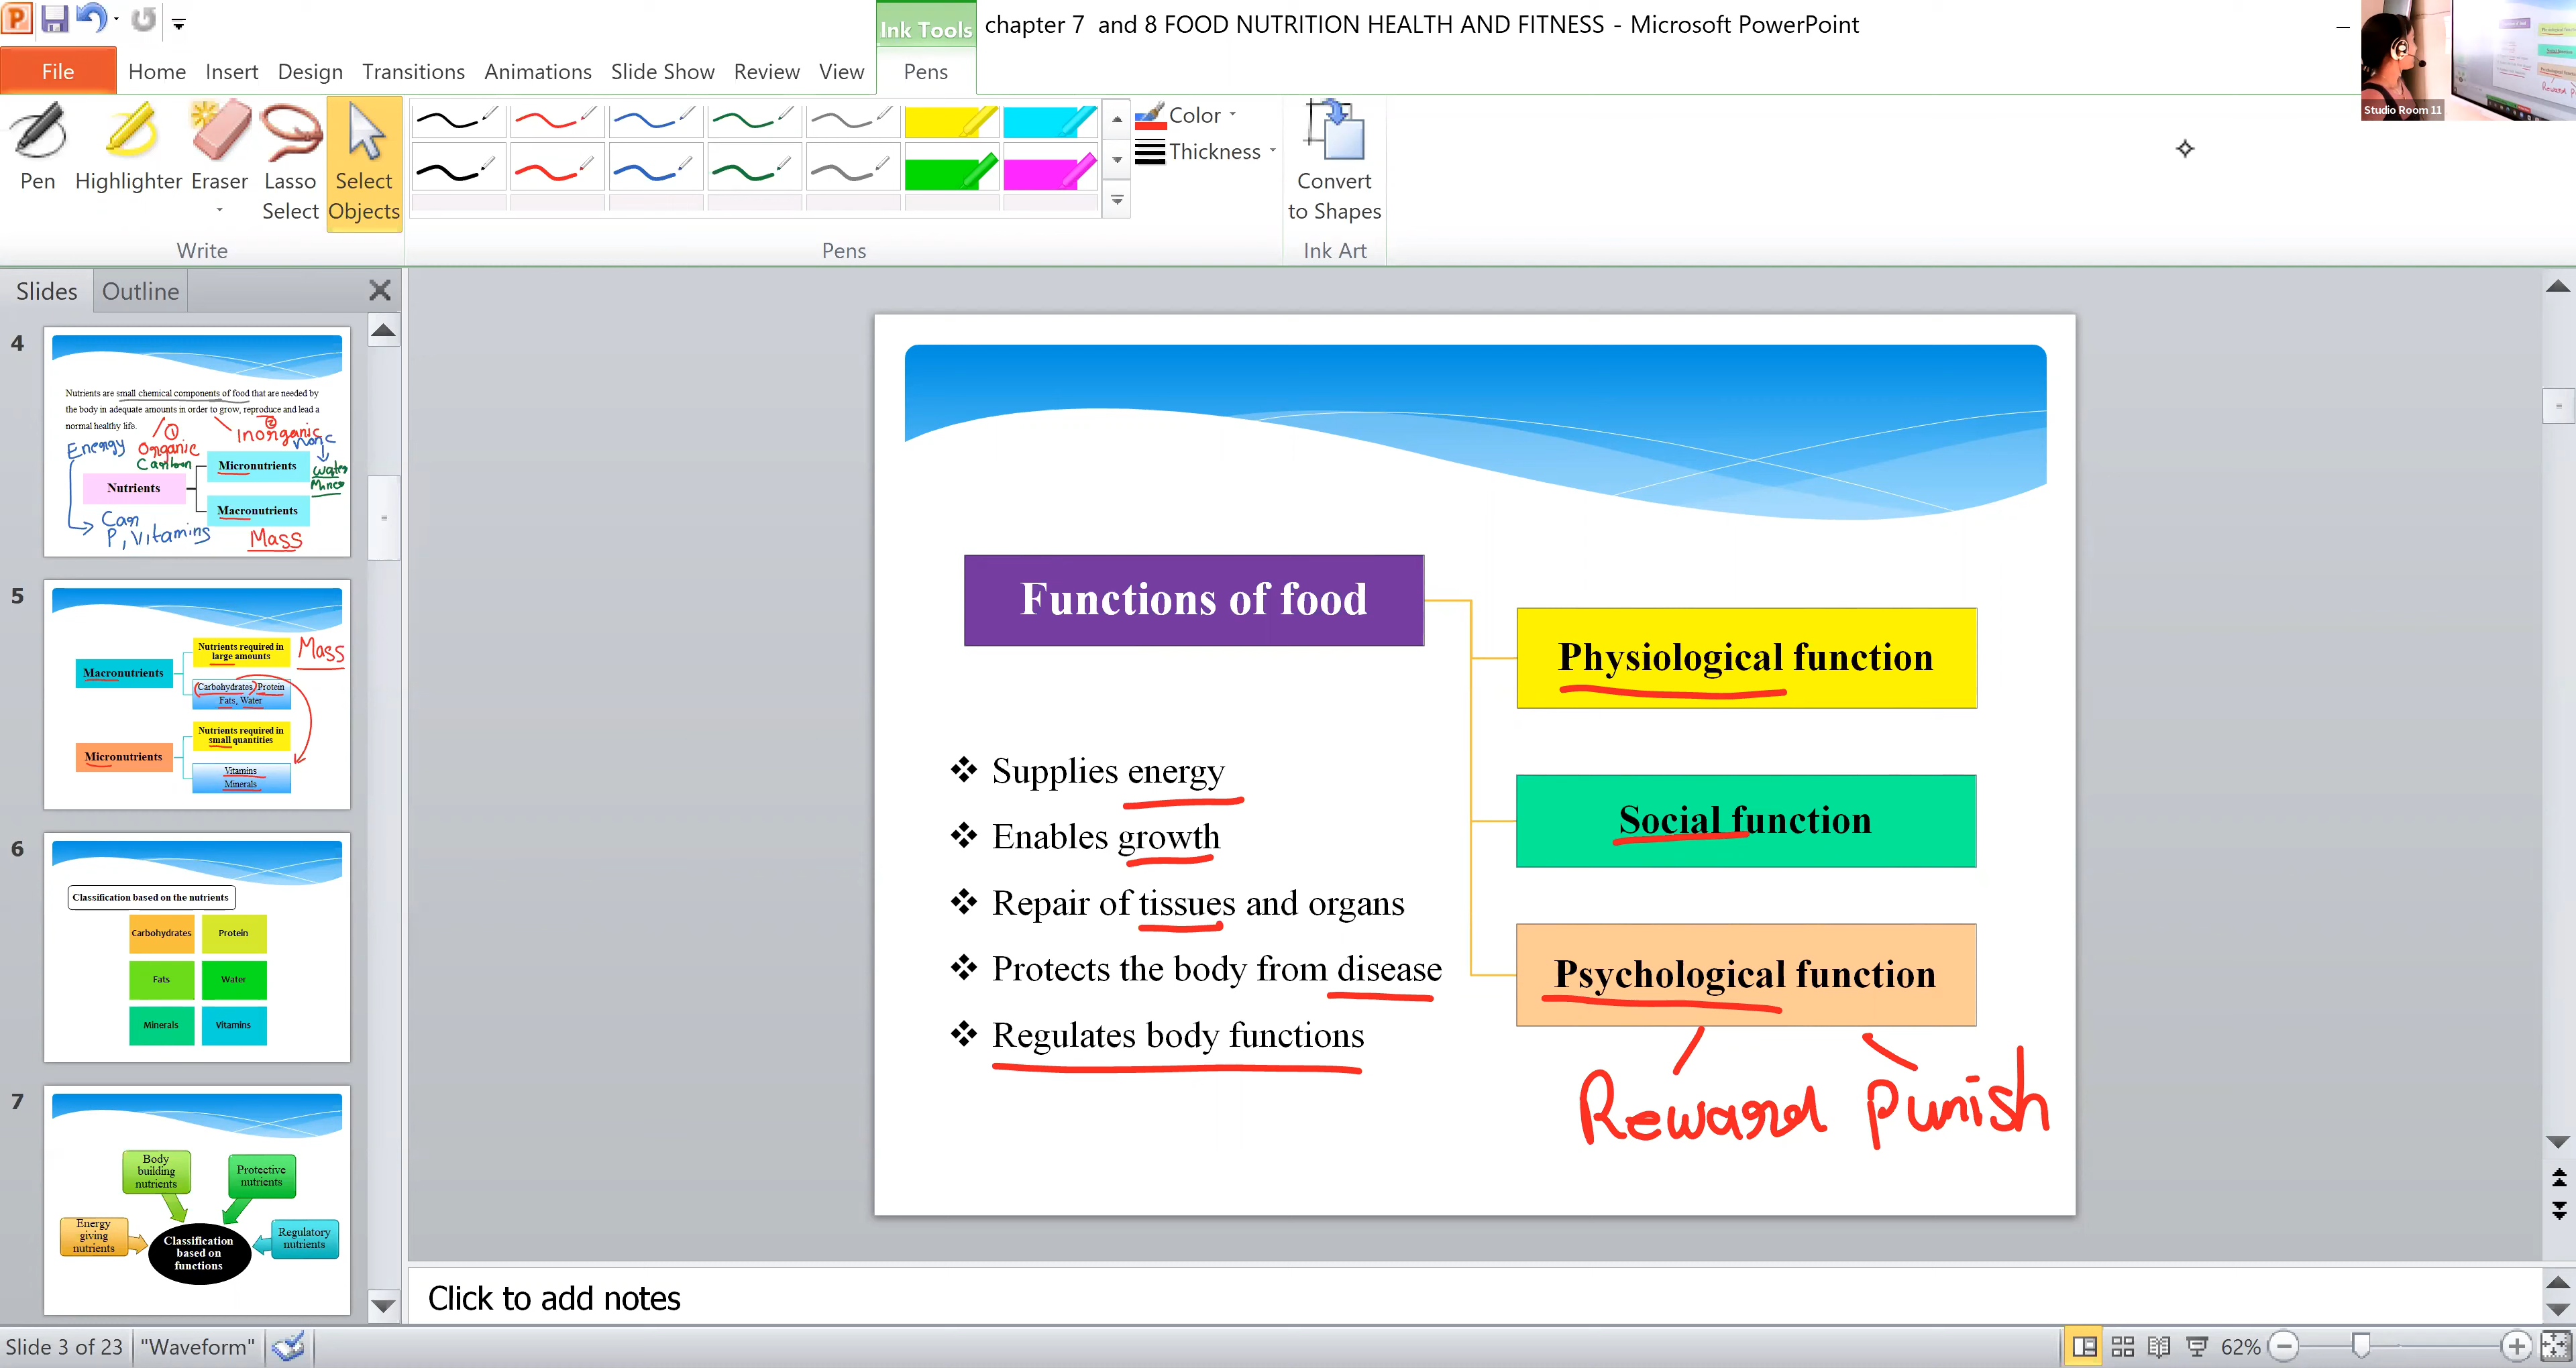 chapter 7 and 8 FOOD NUTRITION HEALTH AND FITNESS - Microsoft PowerPoint
Ink Tools
File Home Insert Design Transitions Animations Slide Show Review View Pens
Studio Room 11
Pen Highlighter Eraser Lasso Select Select Objects
Color
Thickness
Convert to Shapes
Write Pens Ink Art
Slides Outline
4
Nutrients are small chemical components of food that are needed by
the body in adequate amounts in order to grow, reproduce and lead a
normal healthy life.
① ②
Energy Organic Inorganic
Micronutrients
Nutrients
Macronutrients
P, Vitamins
Mass
5
Nutrients required in
large amounts
Mass
Macronutrients
Carbohydrates, Protein
Fats, Water
Nutrients required in
small quantities
Micronutrients
Vitamins
Minerals
6
Classification based on the nutrients
Carbohydrates Protein
Fats Water
Minerals Vitamins
7
Body
building
nutrients
Protective
nutrients
Energy
giving
nutrients
Regulatory
nutrients
Classification
based on
functions
Functions of food
Physiological function
Social function
Psychological function
❖ Supplies energy
❖ Enables growth
❖ Repair of tissues and organs
❖ Protects the body from disease
❖ Regulates body functions
Reward Punish
Click to add notes
Slide 3 of 23 "Waveform" 62%